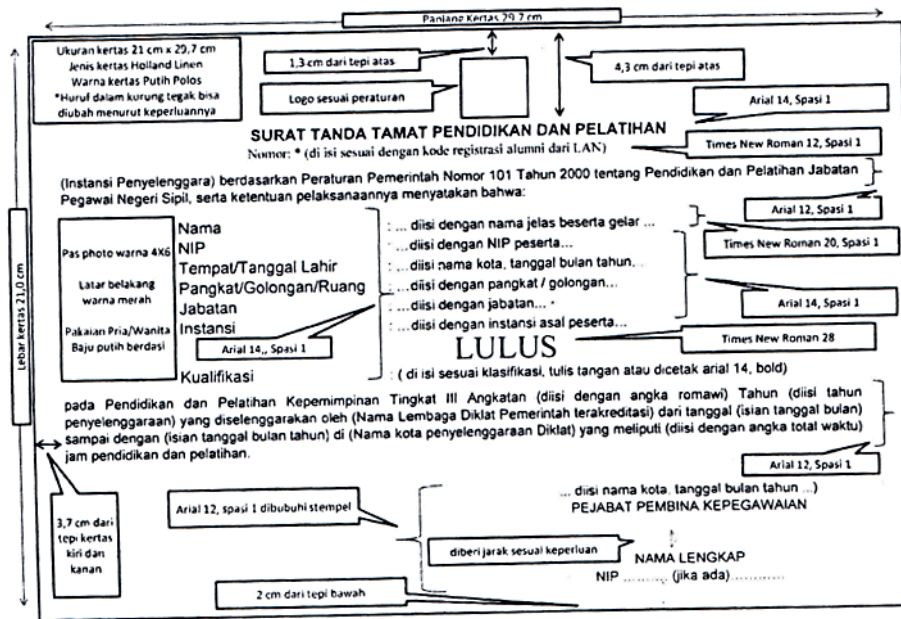 Panjang Kertas 29.7 cm
Ukuran kertas 21 cm x 29,7 cm
Jenis kertas Holland Linen
Warna kertas Putih Polos
*Huruf dalam kurung tegak bisa
diubah menurut keperluannya
1,3 cm dari tepi atas
4,3 cm dari tepi atas
Logo sesuai peraturan
Arial 14, Spasi 1
SURAT TANDA TAMAT PENDIDIKAN DAN PELATIHAN
Nomor: * (di isi sesuai dengan kode registrasi alumni dari LAN)
Times New Roman 12, Spasi 1
(Instansi Penyelenggara) berdasarkan Peraturan Pemerintah Nomor 101 Tahun 2000 tentang Pendidikan dan Pelatihan Jabatan
Pegawai Negeri Sipil, serta ketentuan pelaksanaannya menyatakan bahwa:
Arial 12, Spasi 1
Lebar kertas 21,0 cm
Pas photo warna 4X6
Latar belakang
warna merah
Pakaian Pria/Wanita
Baju putih berdasi
Nama : ... diisi dengan nama jelas beserta gelar ...
NIP : ... diisi dengan NIP peserta...
Times New Roman 20, Spasi 1
Tempat/Tanggal Lahir : ...diisi nama kota, tanggal bulan tahun.
Pangkat/Golongan/Ruang : ...diisi dengan pangkat / golongan...
Jabatan : ...diisi dengan jabatan...
Arial 14, Spasi 1
Instansi : ...diisi dengan instansi asal peserta...
Arial 14,, Spasi 1
LULUS
Times New Roman 28
Kualifikasi : ( di isi sesuai klasifikasi, tulis tangan atau dicetak arial 14, bold)
pada Pendidikan dan Pelatihan Kepemimpinan Tingkat III Angkatan (diisi dengan angka romawi) Tahun (diisi tahun
penyelenggaraan) yang diselenggarakan oleh (Nama Lembaga Diklat Pemerintah terakreditasi) dari tanggal (isian tanggal bulan)
sampai dengan (isian tanggal bulan tahun) di (Nama kota penyelenggaraan Diklat) yang meliputi (diisi dengan angka total waktu)
jam pendidikan dan pelatihan.
Arial 12, Spasi 1
3,7 cm dari
tepi kertas
kiri dan
kanan
Arial 12, spasi 1 dibubuhi stempel
... diisi nama kota, tanggal bulan tahun ...)
PEJABAT PEMBINA KEPEGAWAIAN
diberi jarak sesuai keperluan
NAMA LENGKAP
NIP .......... (jika ada)..............
2 cm dari tepi bawah